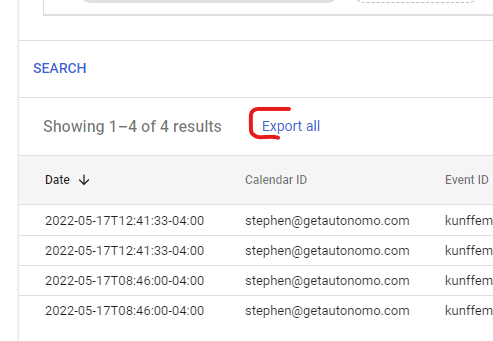 SEARCH
Showing 1–4 of 4 results Export all
Date Calendar ID Event ID
2022-05-17T12:41:33-04:00 stephen@getautonomo.com kunffem
2022-05-17T12:41:33-04:00 stephen@getautonomo.com kunffem
2022-05-17T08:46:00-04:00 stephen@getautonomo.com kunffem
2022-05-17T08:46:00-04:00 stephen@getautonomo.com kunffem